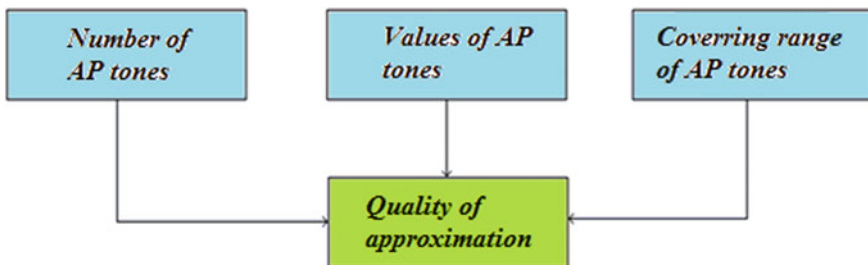 Number of
AP tones
Values of AP
tones
Coverring range
of AP tones
Quality of
approximation